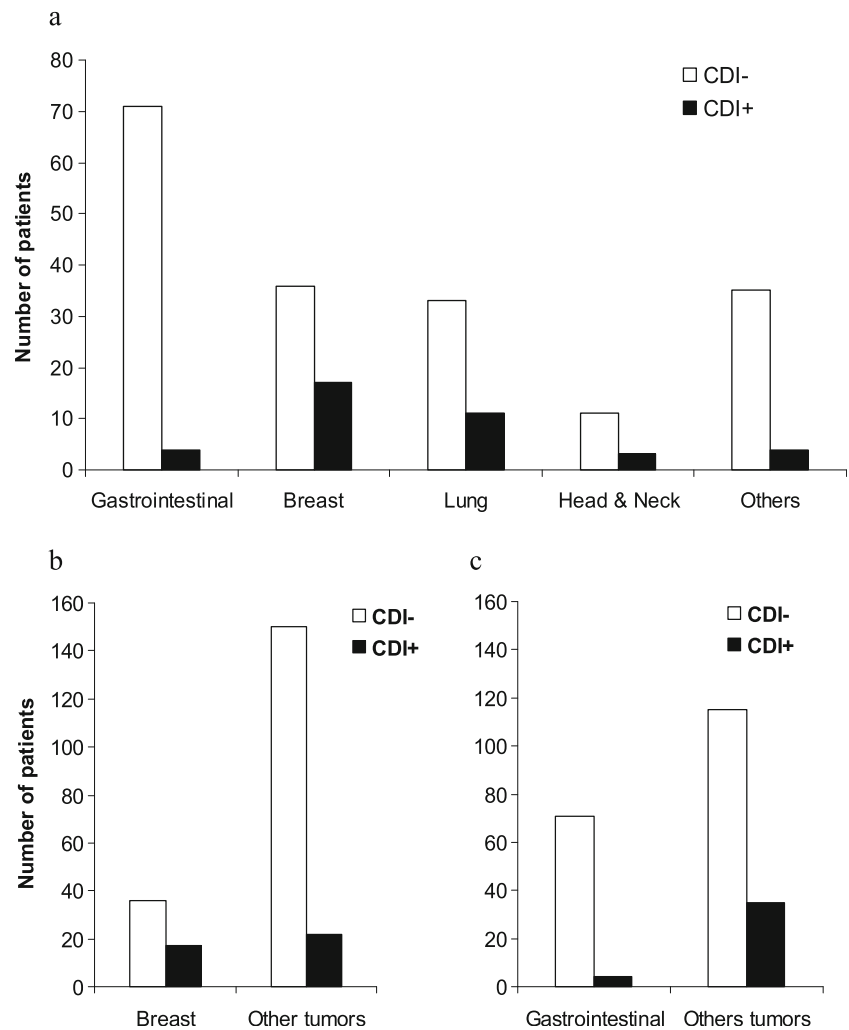 a
80
70
60
50
40
30
20
10
0
Number of patients
CDI-
CDI+
Gastrointestinal Breast Lung Head & Neck Others
b
160
140
120
100
80
60
40
20
0
Number of patients
CDI-
CDI+
Breast Other tumors
c
160
140
120
100
80
60
40
20
0
CDI-
CDI+
Gastrointestinal Others tumors